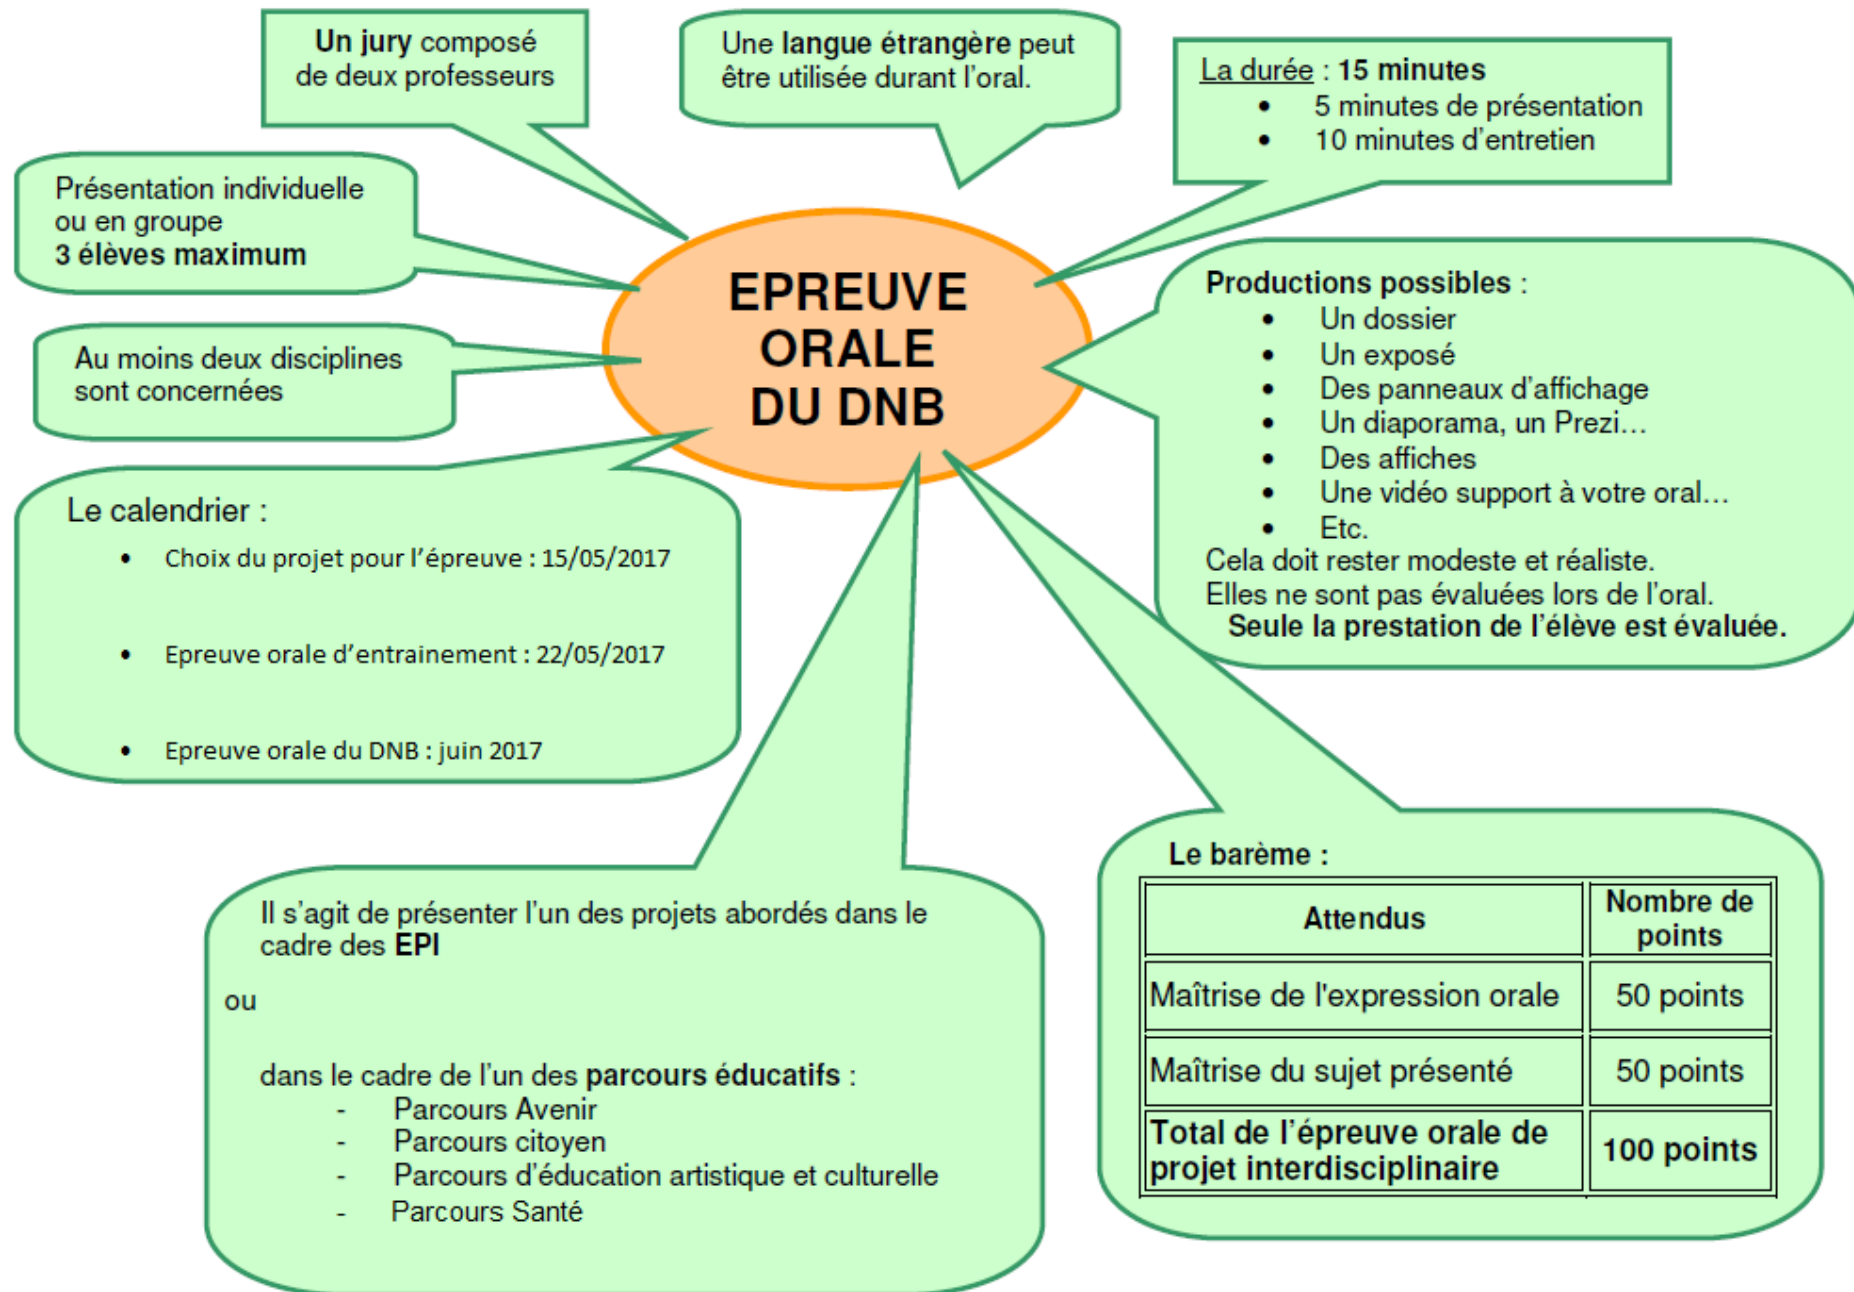 Un jury composé
de deux professeurs
Une langue étrangère peut
être utilisée durant l'oral.
La durée : 15 minutes
• 5 minutes de présentation
• 10 minutes d'entretien
Présentation individuelle
ou en groupe
3 élèves maximum
EPREUVE
ORALE
DU DNB
Au moins deux disciplines
sont concernées
Productions possibles :
• Un dossier
• Un exposé
• Des panneaux d'affichage
• Un diaporama, un Prezi…
• Des affiches
• Une vidéo support à votre oral…
• Etc.
Cela doit rester modeste et réaliste.
Elles ne sont pas évaluées lors de l'oral.
Seule la prestation de l'élève est évaluée.
Le calendrier :
• Choix du projet pour l'épreuve : 15/05/2017
• Epreuve orale d'entrainement : 22/05/2017
• Epreuve orale du DNB : juin 2017
Il s'agit de présenter l'un des projets abordés dans le
cadre des EPI
ou
dans le cadre de l'un des parcours éducatifs :
- Parcours Avenir
- Parcours citoyen
- Parcours d'éducation artistique et culturelle
- Parcours Santé
Le barème :
Attendus
Nombre de
points
Maîtrise de l'expression orale 50 points
Maîtrise du sujet présenté 50 points
Total de l'épreuve orale de
projet interdisciplinaire
100 points